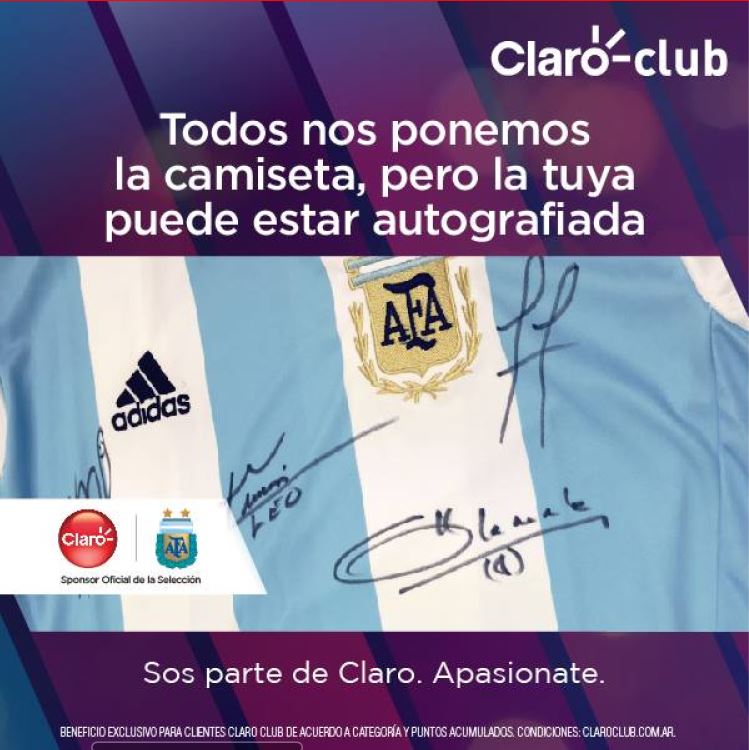 Claro-club
Todos nos ponemos
la camiseta, pero la tuya
puede estar autografiada
AFA
adidas
LEO
Claro-
AFA
Sponsor Oficial de la Selección
Sos parte de Claro. Apasionate.
BENEFICIO EXCLUSIVO PARA CLIENTES CLARO CLUB DE ACUERDO A CATEGORÍA Y PUNTOS ACUMULADOS. CONDICIONES: CLAROCLUB.COM.AR.